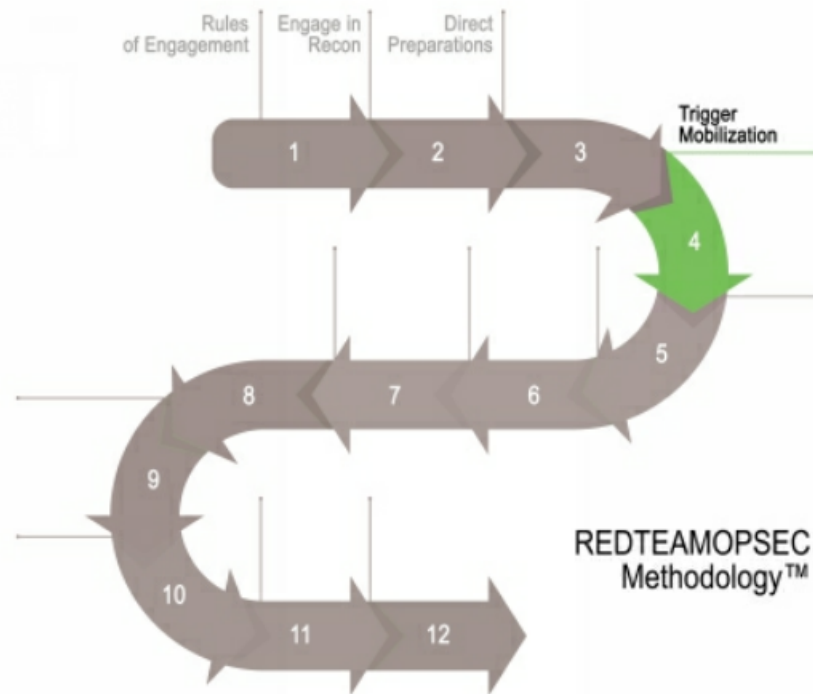 Rules
of Engagement
Engage in
Recon
Direct
Preparations
Trigger
Mobilization
1
2
3
4
5
6
7
8
9
10
11
12
REDTEAMOPSEC
Methodology™